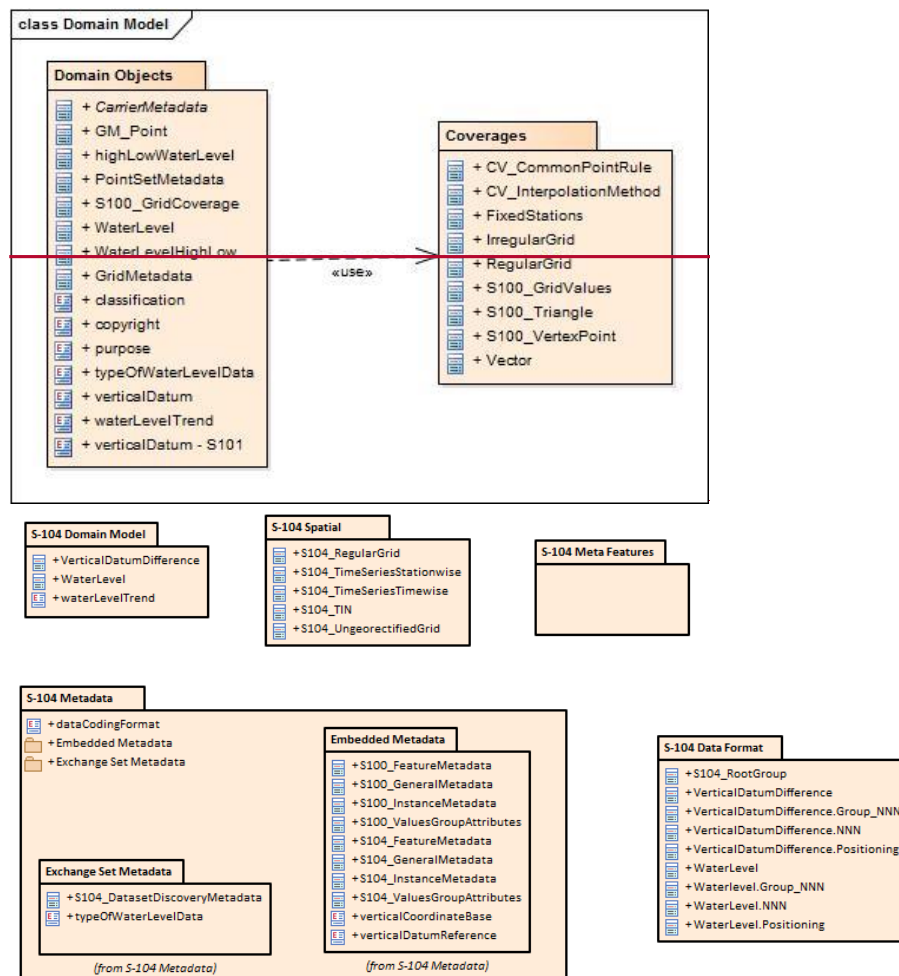 class Domain Model
Domain Objects
+ CarrierMetadata
+ GM_Point
+ highLowWaterLevel
+ PointSetMetadata
+ S100_GridCoverage
+ WaterLevel
+ WaterLevelHighLow
+ GridMetadata
+ classification
+ copyright
+ purpose
+ typeOfWaterLevelData
+ verticalDatum
+ waterLevelTrend
+ verticalDatum - S101
«use»
Coverages
+ CV_CommonPointRule
+ CV_InterpolationMethod
+ FixedStations
+ IrregularGrid
+ RegularGrid
+ S100_GridValues
+ S100_Triangle
+ S100_VertexPoint
+ Vector
S-104 Domain Model
+VerticalDatumDifference
+WaterLevel
+waterLevelTrend
S-104 Spatial
+S104_RegularGrid
+S104_TimeSeriesStationwise
+S104_TimeSeriesTimewise
+S104_TIN
+S104_UngeorectifiedGrid
S-104 Meta Features
S-104 Metadata
+dataCodingFormat
+Embedded Metadata
+Exchange Set Metadata
Exchange Set Metadata
+S104_DatasetDiscoveryMetadata
+typeOfWaterLevelData
(from S-104 Metadata)
Embedded Metadata
+S100_FeatureMetadata
+S100_GeneralMetadata
+S100_InstanceMetadata
+S100_ValuesGroupAttributes
+S104_FeatureMetadata
+S104_GeneralMetadata
+S104_InstanceMetadata
+S104_ValuesGroupAttributes
+verticalCoordinateBase
+verticalDatumReference
(from S-104 Metadata)
S-104 Data Format
+S104_RootGroup
+VerticalDatumDifference
+VerticalDatumDifference.Group_NNN
+VerticalDatumDifference.NNN
+VerticalDatumDifference.Positioning
+WaterLevel
+Waterlevel.Group_NNN
+WaterLevel.NNN
+WaterLevel.Positioning